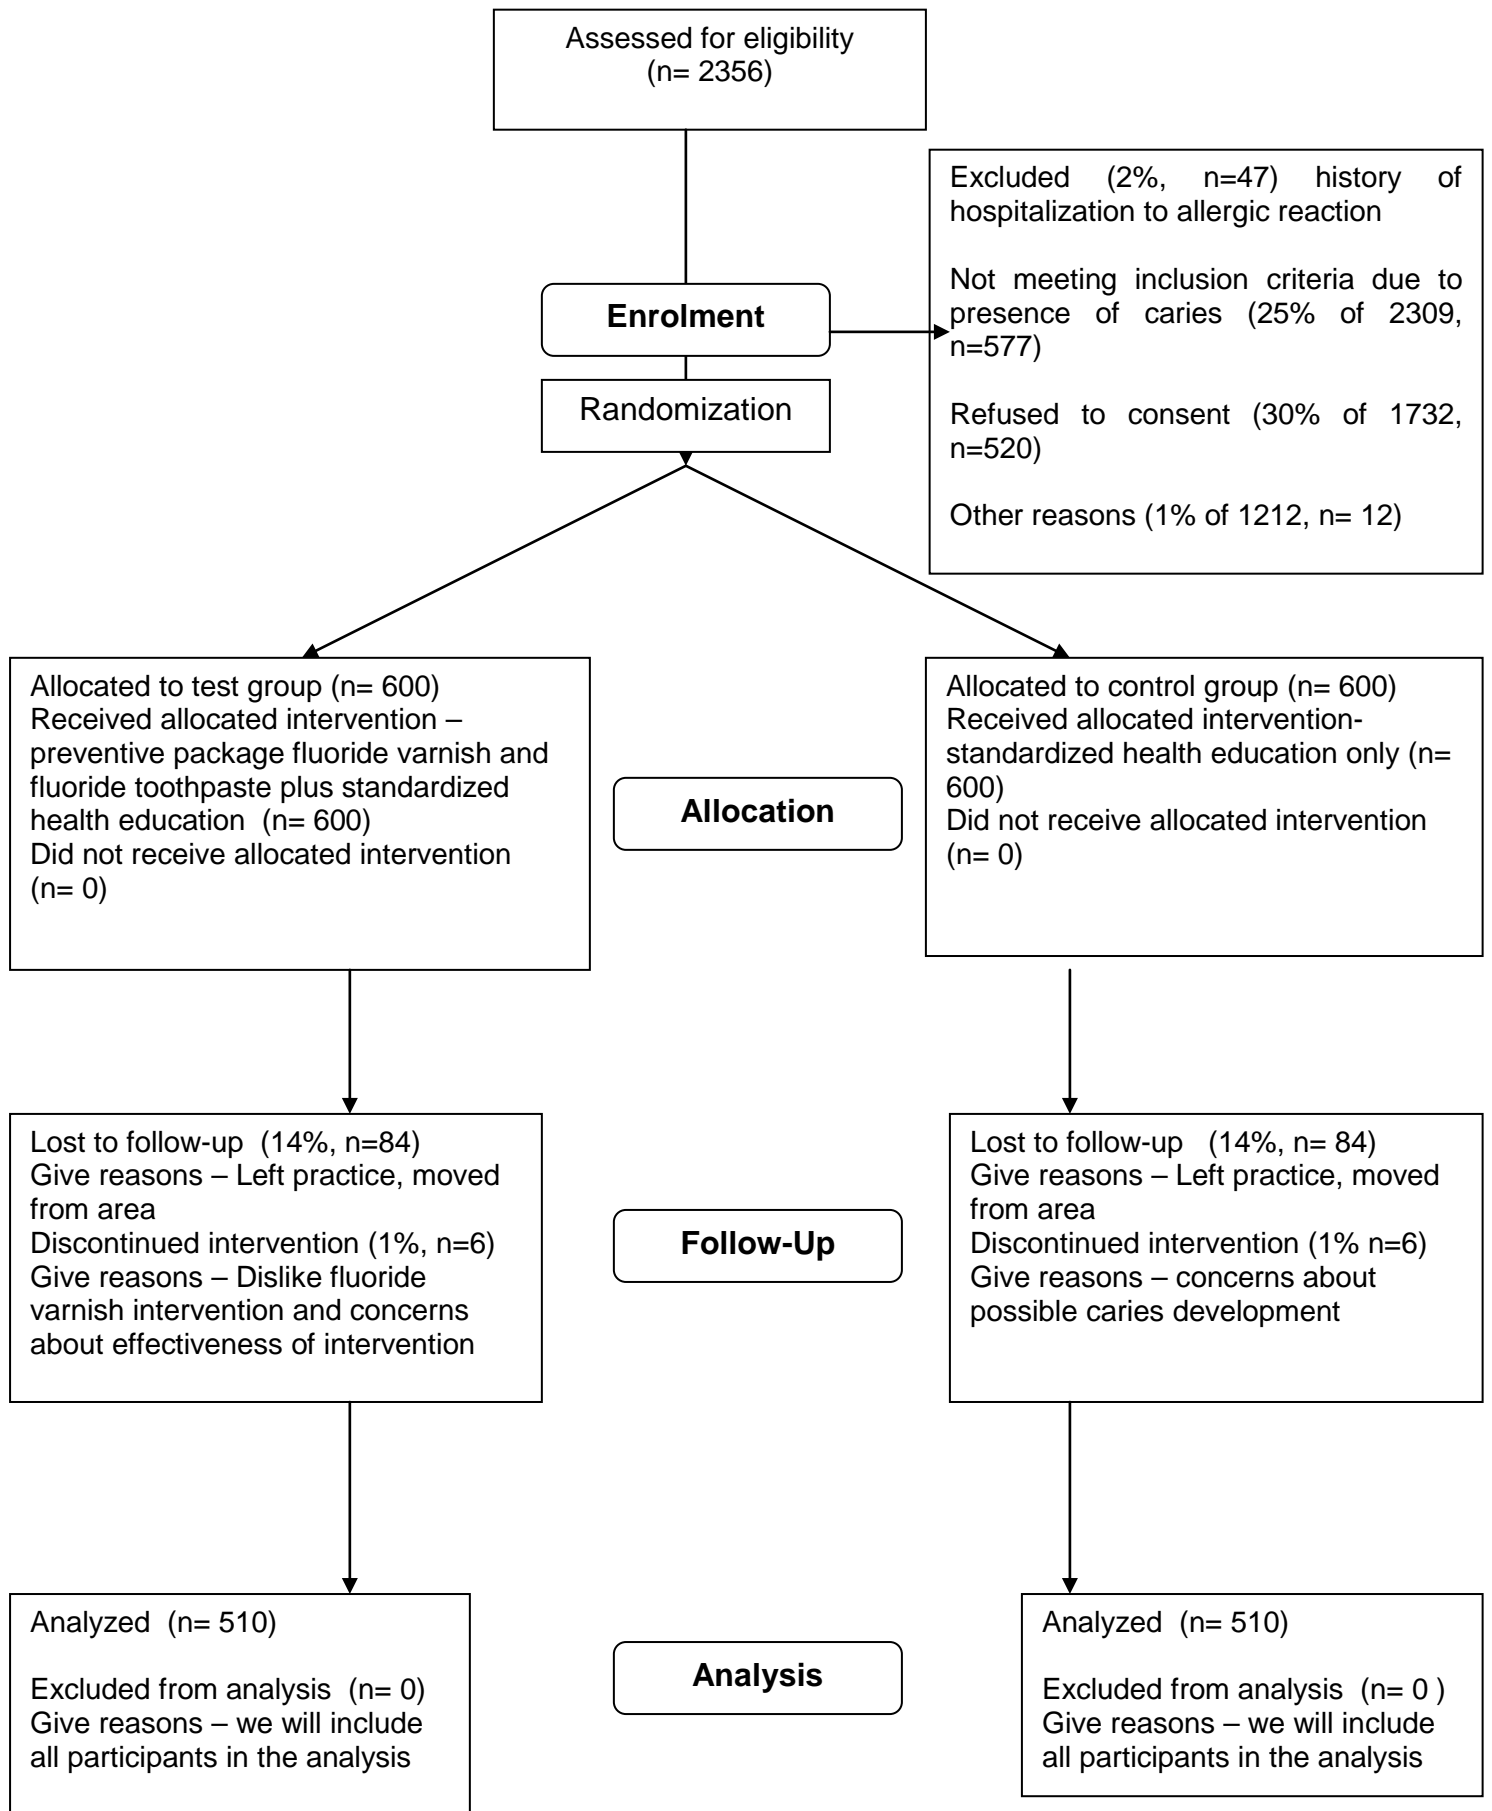 Assessed for eligibility
(n= 2356)
Excluded (2%, n=47) history of
hospitalization to allergic reaction
Not meeting inclusion criteria due to
presence of caries (25% of 2309,
n=577)
Refused to consent (30% of 1732,
n=520)
Other reasons (1% of 1212, n= 12)
Enrolment
Randomization
Allocated to test group (n= 600)
Received allocated intervention –
preventive package fluoride varnish and
fluoride toothpaste plus standardized
health education (n= 600)
Did not receive allocated intervention
(n= 0)
Allocation
Allocated to control group (n= 600)
Received allocated intervention-
standardized health education only (n=
600)
Did not receive allocated intervention
(n= 0)
Lost to follow-up (14%, n=84)
Give reasons – Left practice, moved
from area
Discontinued intervention (1%, n=6)
Give reasons – Dislike fluoride
varnish intervention and concerns
about effectiveness of intervention
Follow-Up
Lost to follow-up (14%, n= 84)
Give reasons – Left practice, moved
from area
Discontinued intervention (1% n=6)
Give reasons – concerns about
possible caries development
Analyzed (n= 510)
Excluded from analysis (n= 0)
Give reasons – we will include
all participants in the analysis
Analysis
Analyzed (n= 510)
Excluded from analysis (n= 0 )
Give reasons – we will include
all participants in the analysis